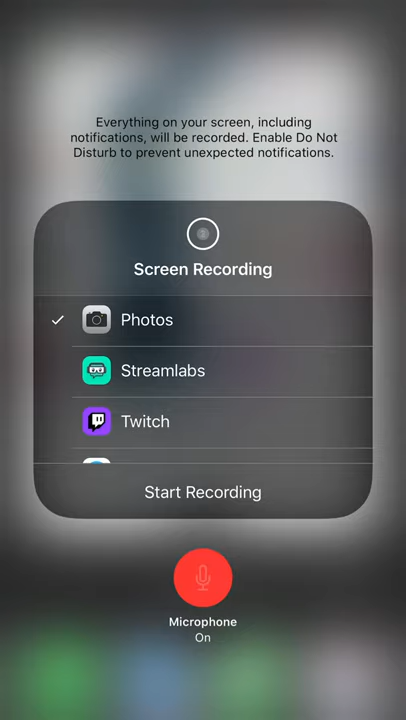 Everything on your screen, including
notifications, will be recorded. Enable Do Not
Disturb to prevent unexpected notifications.
Screen Recording
Photos
Streamlabs
Twitch
Start Recording
Microphone
On